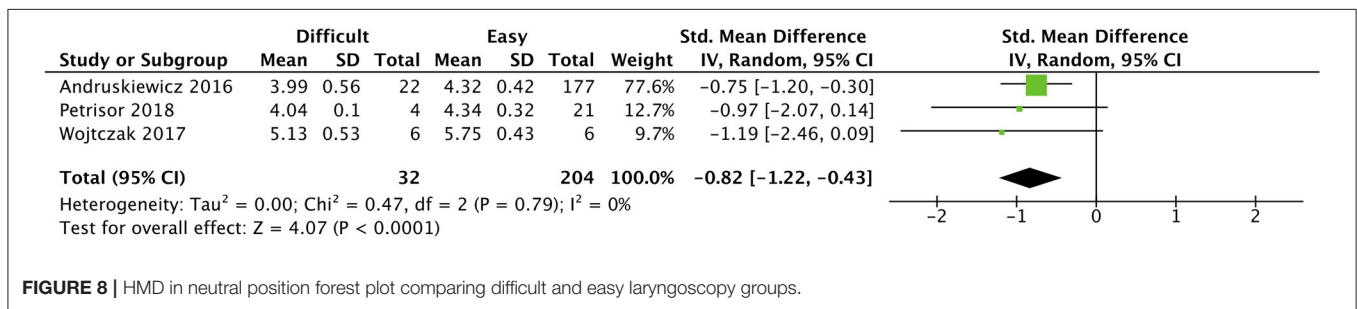 Difficult Easy Std. Mean Difference Std. Mean Difference
Study or Subgroup Mean SD Total Mean SD Total Weight IV, Random, 95% CI IV, Random, 95% CI
Andruskiewicz 2016 3.99 0.56 22 4.32 0.42 177 77.6% −0.75 [−1.20, −0.30]
Petrisor 2018 4.04 0.1 4 4.34 0.32 21 12.7% −0.97 [−2.07, 0.14]
Wojtczak 2017 5.13 0.53 6 5.75 0.43 6 9.7% −1.19 [−2.46, 0.09]
Total (95% CI) 32 204 100.0% −0.82 [−1.22, −0.43]
Heterogeneity: Tau² = 0.00; Chi² = 0.47, df = 2 (P = 0.79); I² = 0%
Test for overall effect: Z = 4.07 (P < 0.0001)
−2 −1 0 1 2
FIGURE 8 | HMD in neutral position forest plot comparing difficult and easy laryngoscopy groups.